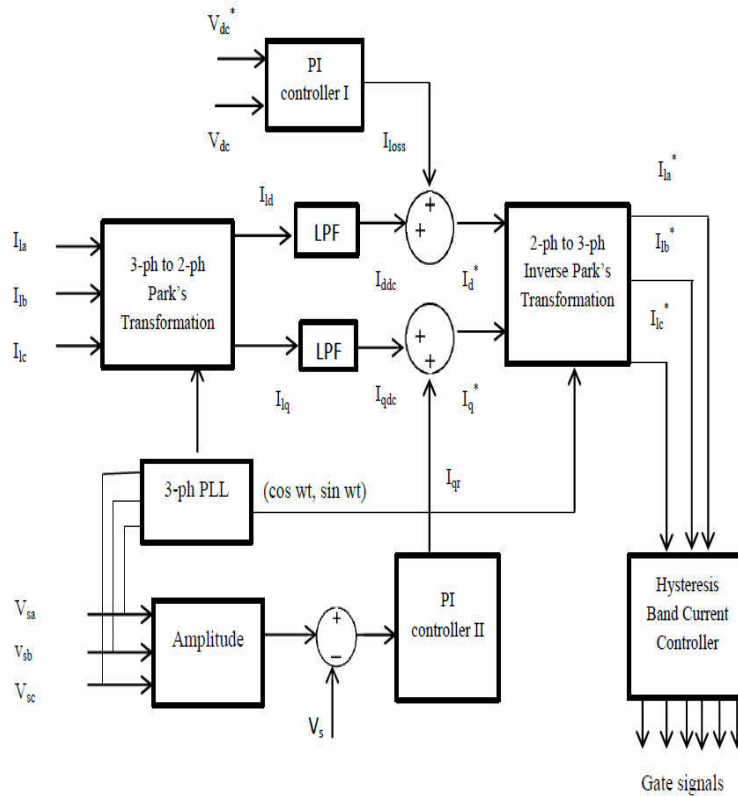 Vdc*
PI
controller I
Vdc
Iloss
Ila*
Ild
LPF
+
+
2-ph to 3-ph
Inverse Park's
Transformation
Ilb*
Ila
3-ph to 2-ph
Park's
Transformation
Iddc
Id*
Ilb
Ilc*
Ilc
LPF
+
+
Ilq
Iqdc
Iq*
3-ph PLL
(cos wt, sin wt)
Iqr
Vsa
Vsb
Vsc
Amplitude
+
−
PI
controller II
Hysteresis
Band Current
Controller
Vs
Gate signals